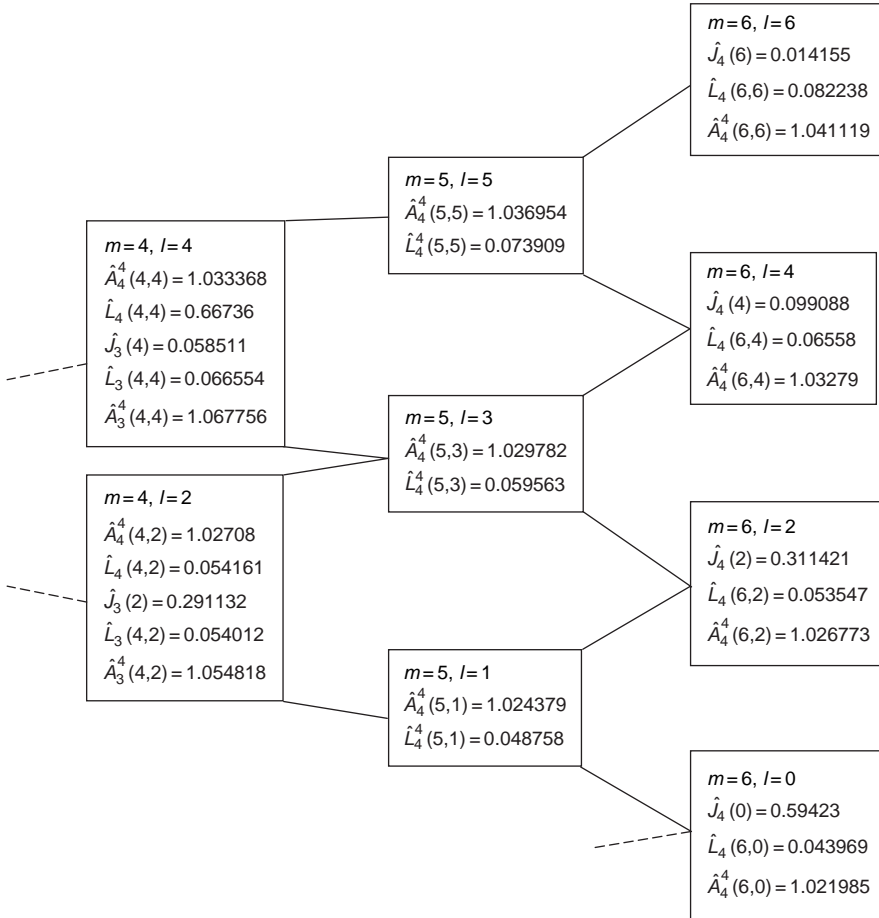 m=4, l=4
Â₄⁴(4,4)=1.033368
L̂₄(4,4)=0.66736
Ĵ₃(4)=0.058511
L̂₃(4,4)=0.066554
Â₃⁴(4,4)=1.067756
m=4, l=2
Â₄⁴(4,2)=1.02708
L̂₄(4,2)=0.054161
Ĵ₃(2)=0.291132
L̂₃(4,2)=0.054012
Â₃⁴(4,2)=1.054818
m=5, l=5
Â₄⁴(5,5)=1.036954
L̂₄⁴(5,5)=0.073909
m=5, l=3
Â₄⁴(5,3)=1.029782
L̂₄⁴(5,3)=0.059563
m=5, l=1
Â₄⁴(5,1)=1.024379
L̂₄⁴(5,1)=0.048758
m=6, l=6
Ĵ₄(6)=0.014155
L̂₄(6,6)=0.082238
Â₄⁴(6,6)=1.041119
m=6, l=4
Ĵ₄(4)=0.099088
L̂₄(6,4)=0.06558
Â₄⁴(6,4)=1.03279
m=6, l=2
Ĵ₄(2)=0.311421
L̂₄(6,2)=0.053547
Â₄⁴(6,2)=1.026773
m=6, l=0
Ĵ₄(0)=0.59423
L̂₄(6,0)=0.043969
Â₄⁴(6,0)=1.021985